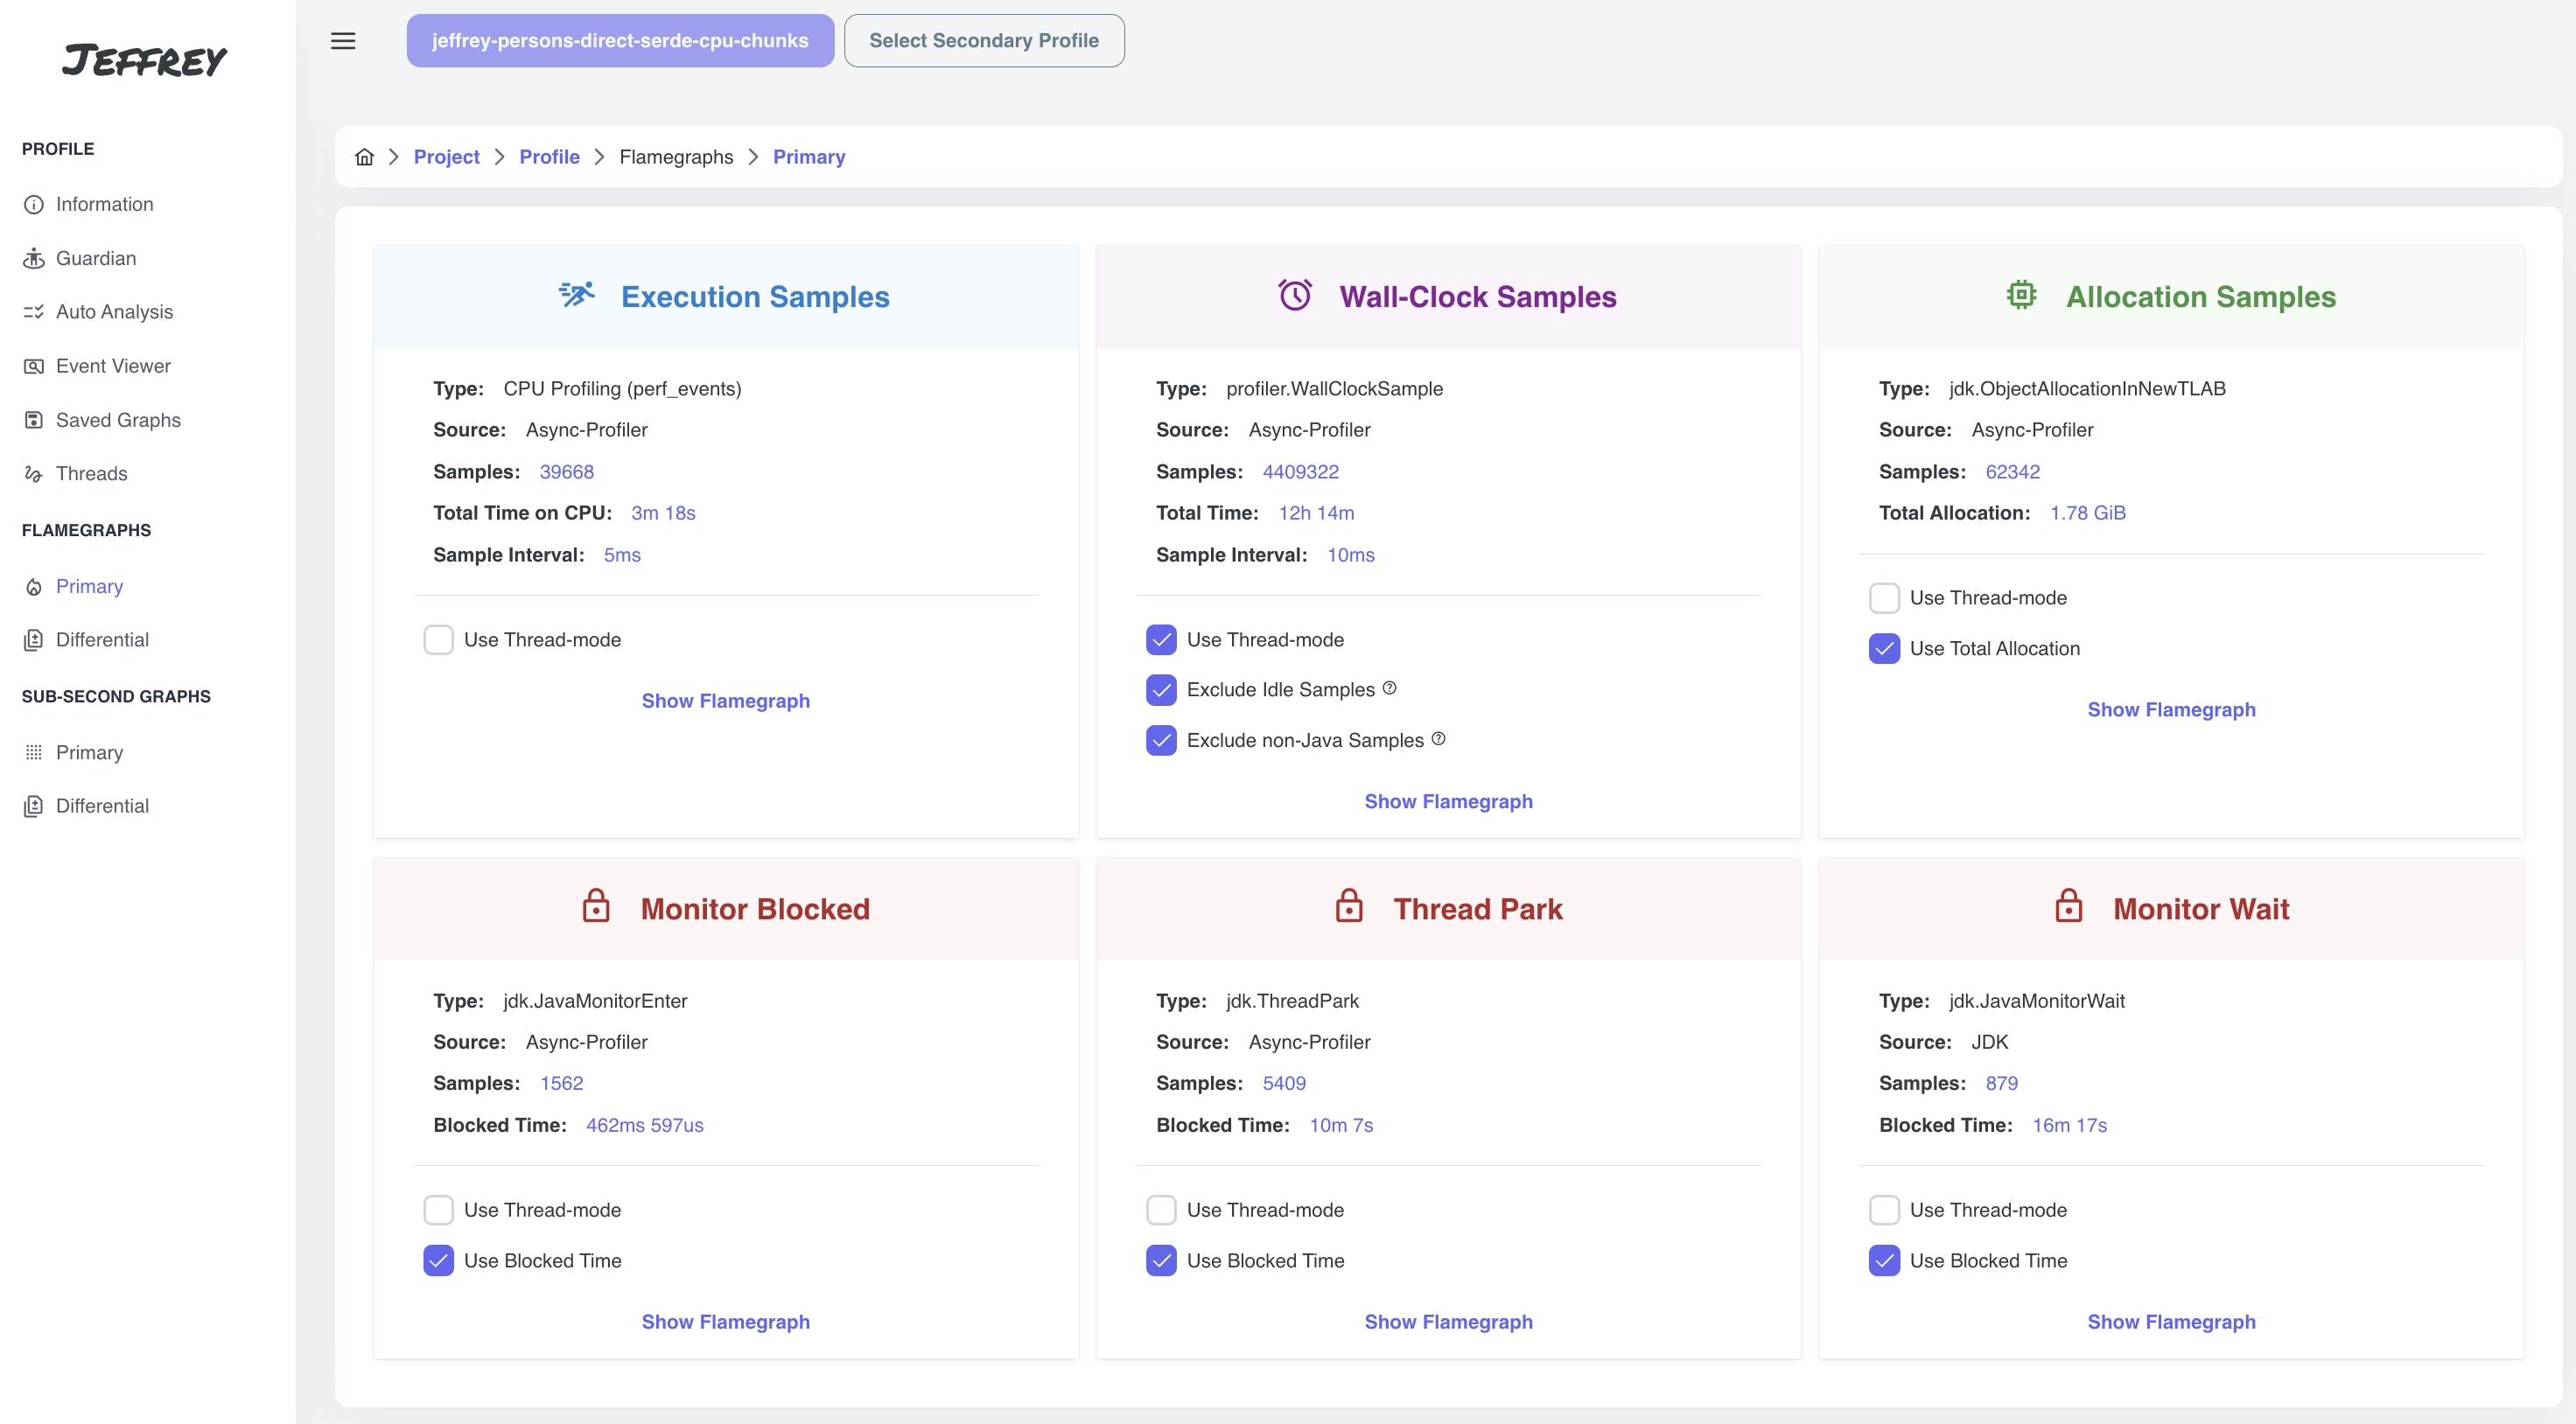 JEFFREY
PROFILE
Information
Guardian
Auto Analysis
Event Viewer
Saved Graphs
Threads
FLAMEGRAPHS
Primary
Differential
SUB-SECOND GRAPHS
Primary
Differential
jeffrey-persons-direct-serde-cpu-chunks
Select Secondary Profile
Project > Profile > Flamegraphs > Primary
Execution Samples
Type: CPU Profiling (perf_events)
Source: Async-Profiler
Samples: 39668
Total Time on CPU: 3m 18s
Sample Interval: 5ms
Use Thread-mode
Show Flamegraph
Wall-Clock Samples
Type: profiler.WallClockSample
Source: Async-Profiler
Samples: 4409322
Total Time: 12h 14m
Sample Interval: 10ms
Use Thread-mode
Exclude Idle Samples
Exclude non-Java Samples
Show Flamegraph
Allocation Samples
Type: jdk.ObjectAllocationInNewTLAB
Source: Async-Profiler
Samples: 62342
Total Allocation: 1.78 GiB
Use Thread-mode
Use Total Allocation
Show Flamegraph
Monitor Blocked
Type: jdk.JavaMonitorEnter
Source: Async-Profiler
Samples: 1562
Blocked Time: 462ms 597us
Use Thread-mode
Use Blocked Time
Show Flamegraph
Thread Park
Type: jdk.ThreadPark
Source: Async-Profiler
Samples: 5409
Blocked Time: 10m 7s
Use Thread-mode
Use Blocked Time
Show Flamegraph
Monitor Wait
Type: jdk.JavaMonitorWait
Source: JDK
Samples: 879
Blocked Time: 16m 17s
Use Thread-mode
Use Blocked Time
Show Flamegraph